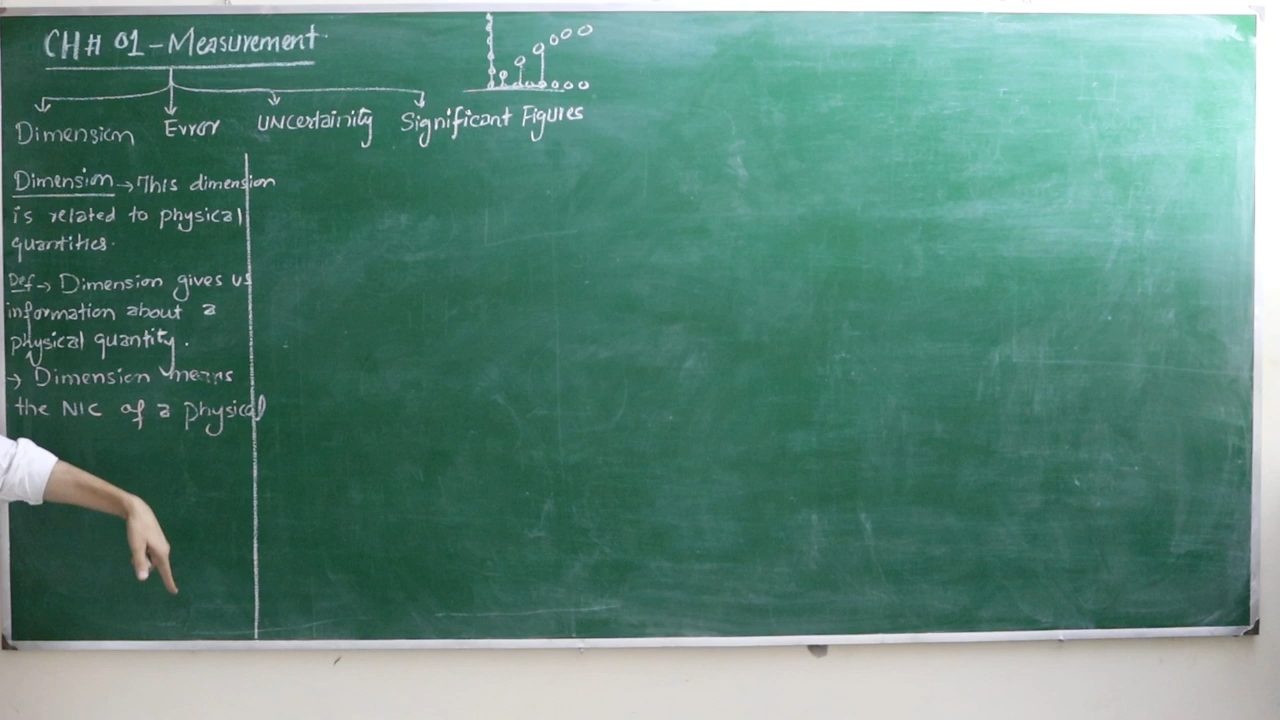 CH# 01 - Measurement
Dimension Error UNcertainity Significant Figures
Dimension → This dimension
is related to physical
quantities.
Def → Dimension gives us
information about a
physical quantity.
→ Dimension means
the NIC of a physical